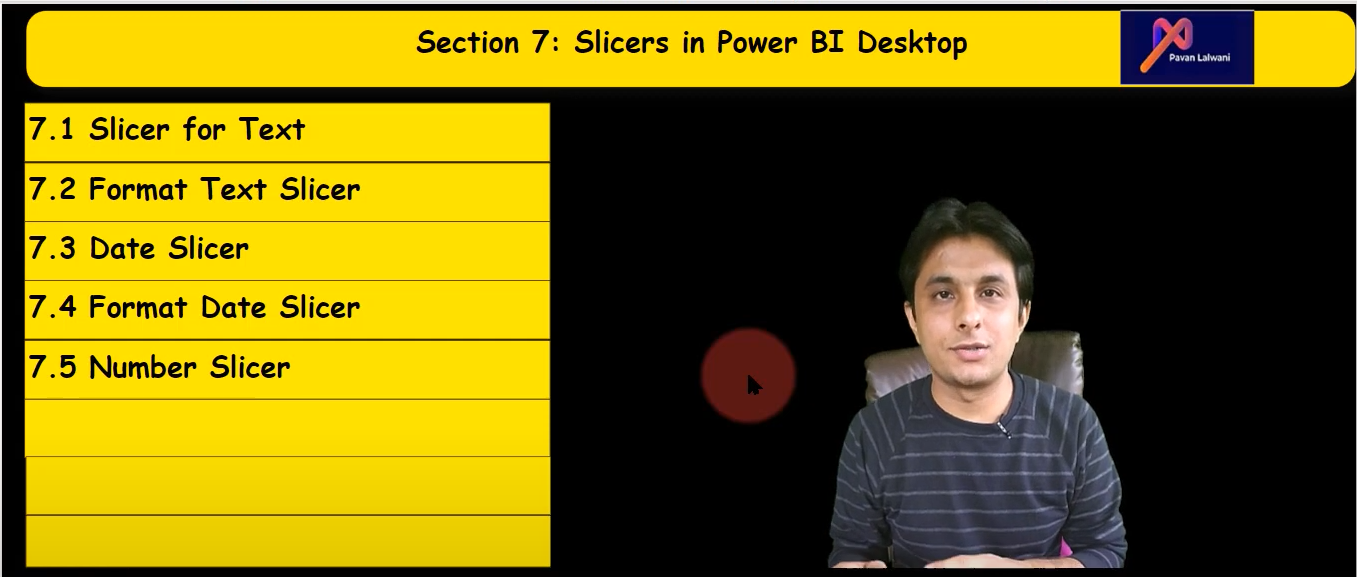 Section 7: Slicers in Power BI Desktop
Pavan Lalwani
7.1 Slicer for Text
7.2 Format Text Slicer
7.3 Date Slicer
7.4 Format Date Slicer
7.5 Number Slicer